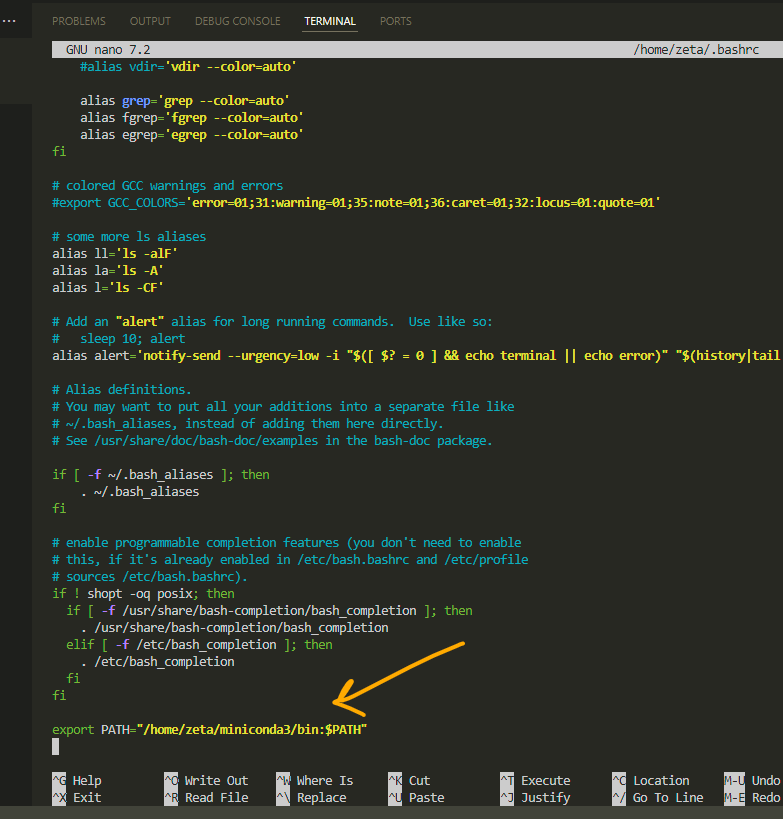 PROBLEMS OUTPUT DEBUG CONSOLE TERMINAL PORTS
GNU nano 7.2 /home/zeta/.bashrc
#alias vdir='vdir --color=auto'
alias grep='grep --color=auto'
alias fgrep='fgrep --color=auto'
alias egrep='egrep --color=auto'
fi
# colored GCC warnings and errors
#export GCC_COLORS='error=01;31:warning=01;35:note=01;36:caret=01;32:locus=01:quote=01'
# some more ls aliases
alias ll='ls -alF'
alias la='ls -A'
alias l='ls -CF'
# Add an "alert" alias for long running commands.  Use like so:
#   sleep 10; alert
alias alert='notify-send --urgency=low -i "$([ $? = 0 ] && echo terminal || echo error)" "$(history|tail
# Alias definitions.
# You may want to put all your additions into a separate file like
# ~/.bash_aliases, instead of adding them here directly.
# See /usr/share/doc/bash-doc/examples in the bash-doc package.
if [ -f ~/.bash_aliases ]; then
    . ~/.bash_aliases
fi
# enable programmable completion features (you don't need to enable
# this, if it's already enabled in /etc/bash.bashrc and /etc/profile
# sources /etc/bash.bashrc).
if ! shopt -oq posix; then
  if [ -f /usr/share/bash-completion/bash_completion ]; then
    . /usr/share/bash-completion/bash_completion
  elif [ -f /etc/bash_completion ]; then
    . /etc/bash_completion
  fi
fi
export PATH="/home/zeta/miniconda3/bin:$PATH"
^G Help ^O Write Out ^W Where Is ^K Cut ^T Execute ^C Location M-U Undo
^X Exit ^R Read File ^\ Replace ^U Paste ^J Justify ^/ Go To Line M-E Redo